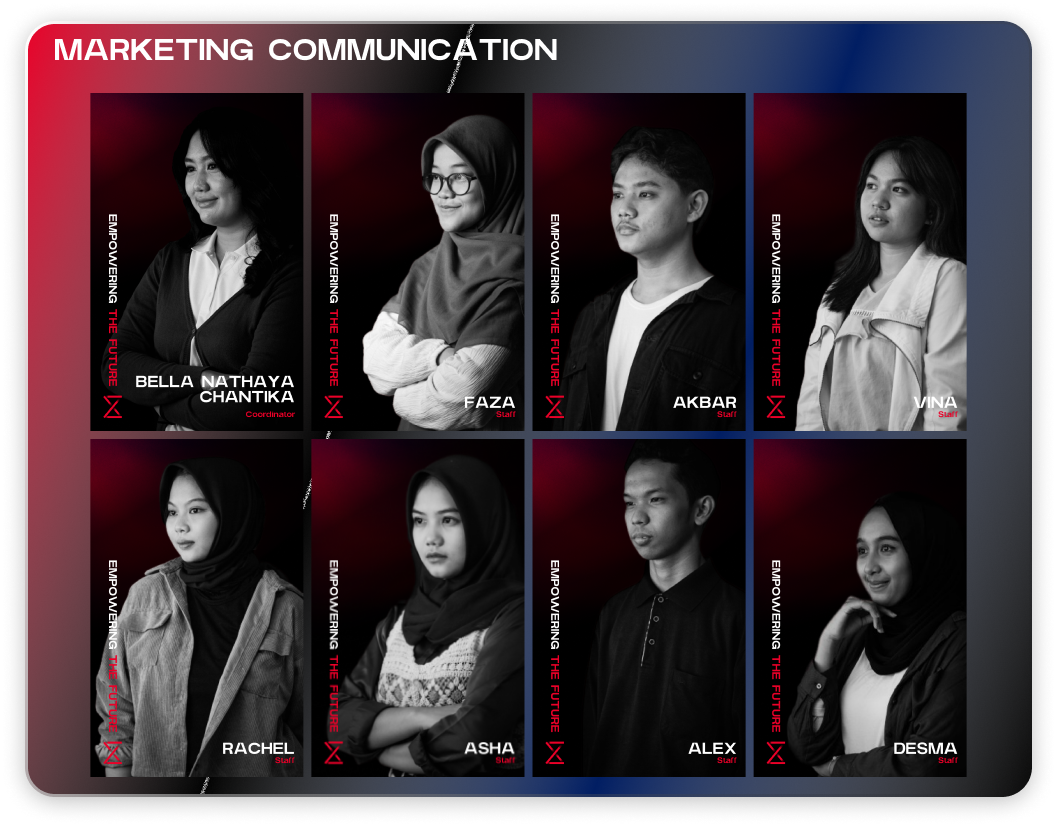 MARKETING COMMUNICATION
EMPOWERING THE FUTURE
BELLA NATHAYA
CHANTIKA
Coordinator
EMPOWERING THE FUTURE
FAZA
Staff
EMPOWERING THE FUTURE
AKBAR
Staff
EMPOWERING THE FUTURE
VINA
Staff
EMPOWERING THE FUTURE
RACHEL
Staff
EMPOWERING THE FUTURE
ASHA
Staff
EMPOWERING THE FUTURE
ALEX
Staff
EMPOWERING THE FUTURE
DESMA
Staff